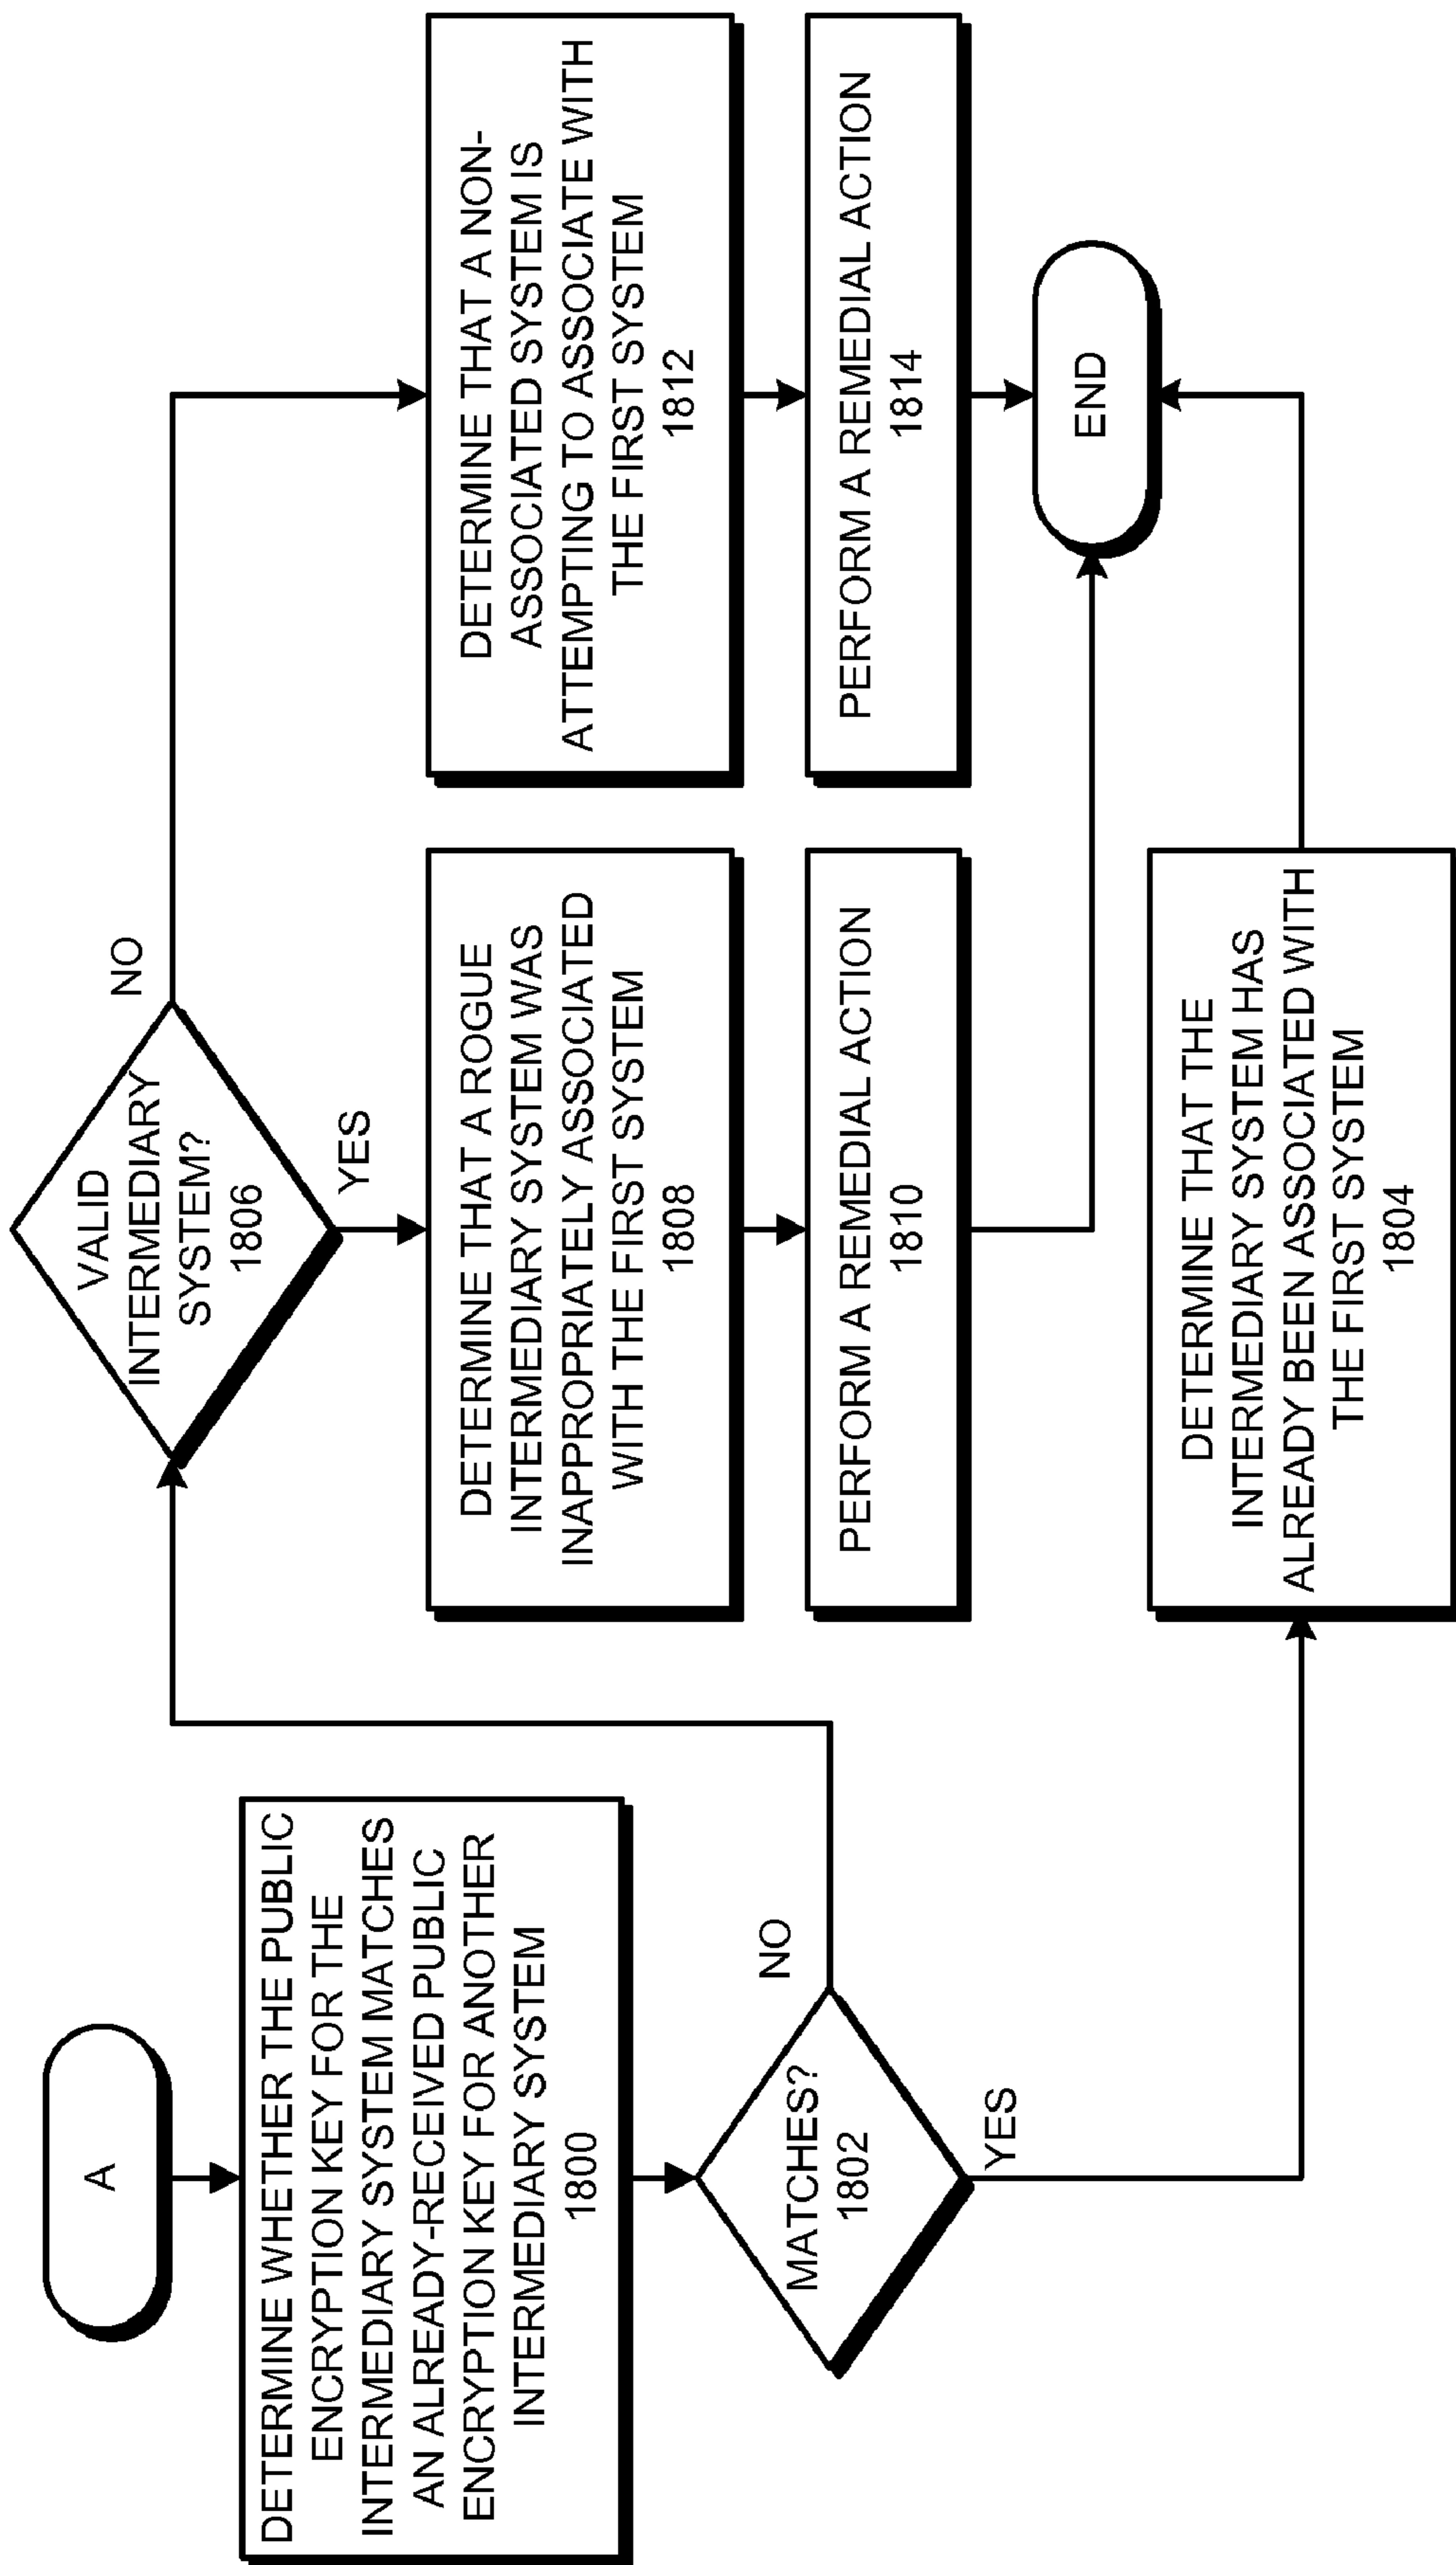 A
DETERMINE WHETHER THE PUBLIC
ENCRYPTION KEY FOR THE
INTERMEDIARY SYSTEM MATCHES
AN ALREADY-RECEIVED PUBLIC
ENCRYPTION KEY FOR ANOTHER
INTERMEDIARY SYSTEM
1800
MATCHES?
1802
NO
YES
VALID
INTERMEDIARY
SYSTEM?
1806
NO
YES
DETERMINE THAT A ROGUE
INTERMEDIARY SYSTEM WAS
INAPPROPRIATELY ASSOCIATED
WITH THE FIRST SYSTEM
1808
PERFORM A REMEDIAL ACTION
1810
DETERMINE THAT THE
INTERMEDIARY SYSTEM HAS
ALREADY BEEN ASSOCIATED WITH
THE FIRST SYSTEM
1804
DETERMINE THAT A NON-
ASSOCIATED SYSTEM IS
ATTEMPTING TO ASSOCIATE WITH
THE FIRST SYSTEM
1812
PERFORM A REMEDIAL ACTION
1814
END